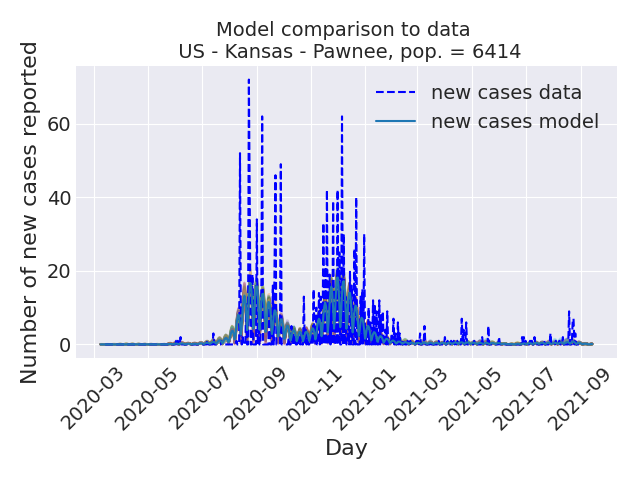 Model comparison to data
US - Kansas - Pawnee, pop. = 6414
new cases data
new cases model
Number of new cases reported
60
40
20
0
2020-03
2020-05
2020-07
2020-09
2020-11
2021-01
2021-03
2021-05
2021-07
2021-09
Day